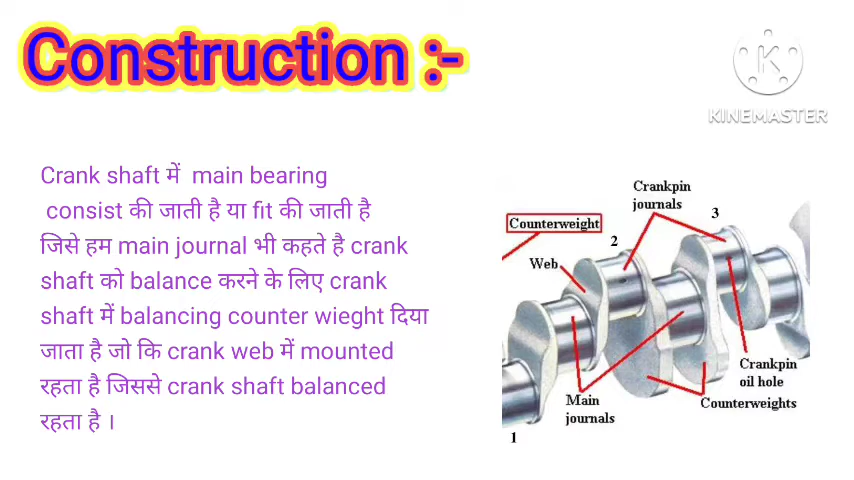 Construction :-
KINEMASTER
Crank shaft में main bearing
consist की जाती है या fit की जाती है
जिसे हम main journal भी कहते है crank
shaft को balance करने के लिए crank
shaft में balancing counter wieght दिया
जाता है जो कि crank web में mounted
रहता है जिससे crank shaft balanced
रहता है ।
Crankpin
journals
3
Counterweight
2
Web
Crankpin
oil hole
Main
journals
Counterweights
1